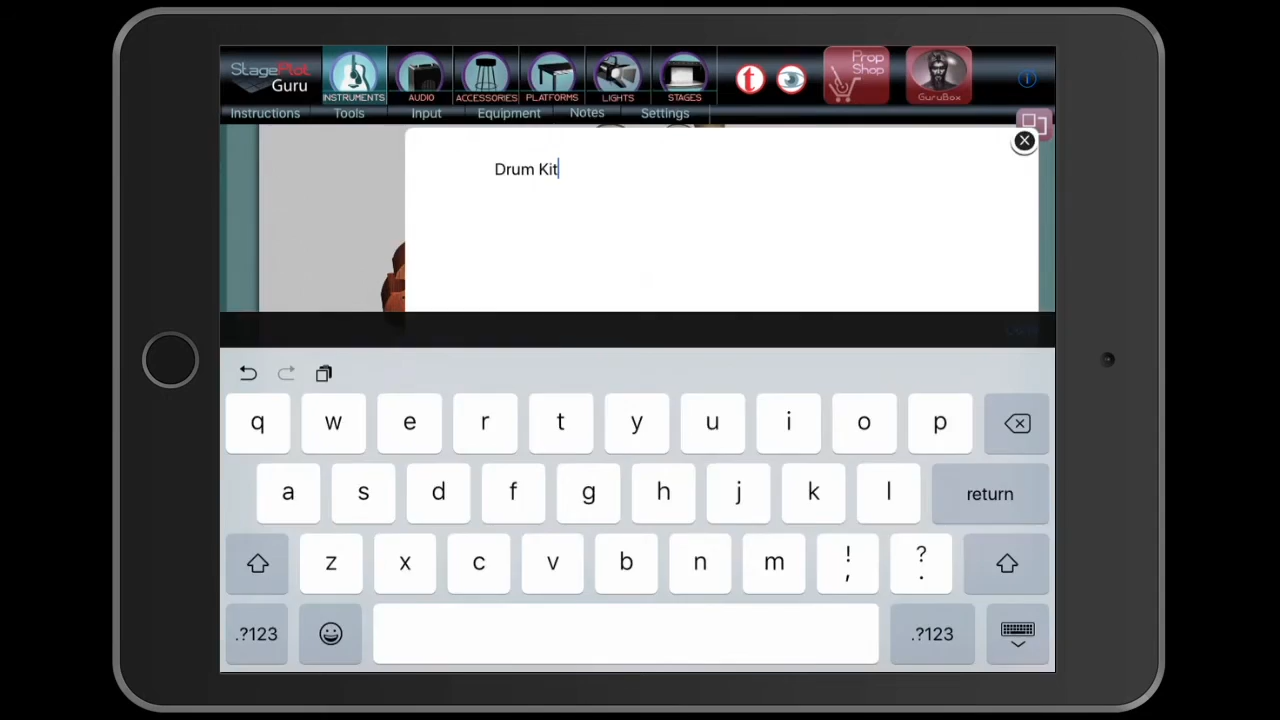 StagePlot
Guru
INSTRUMENTS
AUDIO
ACCESSORIES
PLATFORMS
LIGHTS
STAGES
t
Prop
Shop
GuruBox
i
Instructions Tools Input Equipment Notes Settings
Drum Kit
q w e r t y u i o p
a s d f g h j k l return
z x c v b n m ! , ? .
.?123 .?123